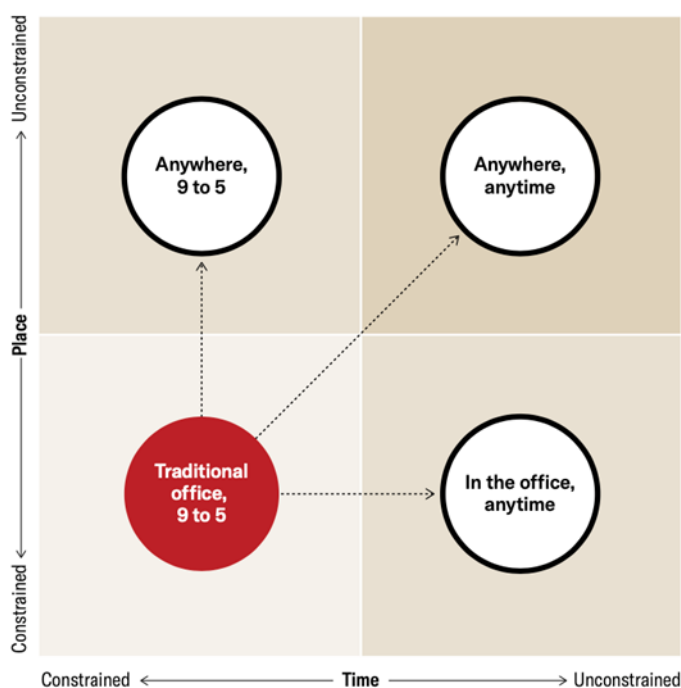 Unconstrained
Place
Constrained
Anywhere,
9 to 5
Anywhere,
anytime
Traditional
office,
9 to 5
In the office,
anytime
Constrained
Time
Unconstrained